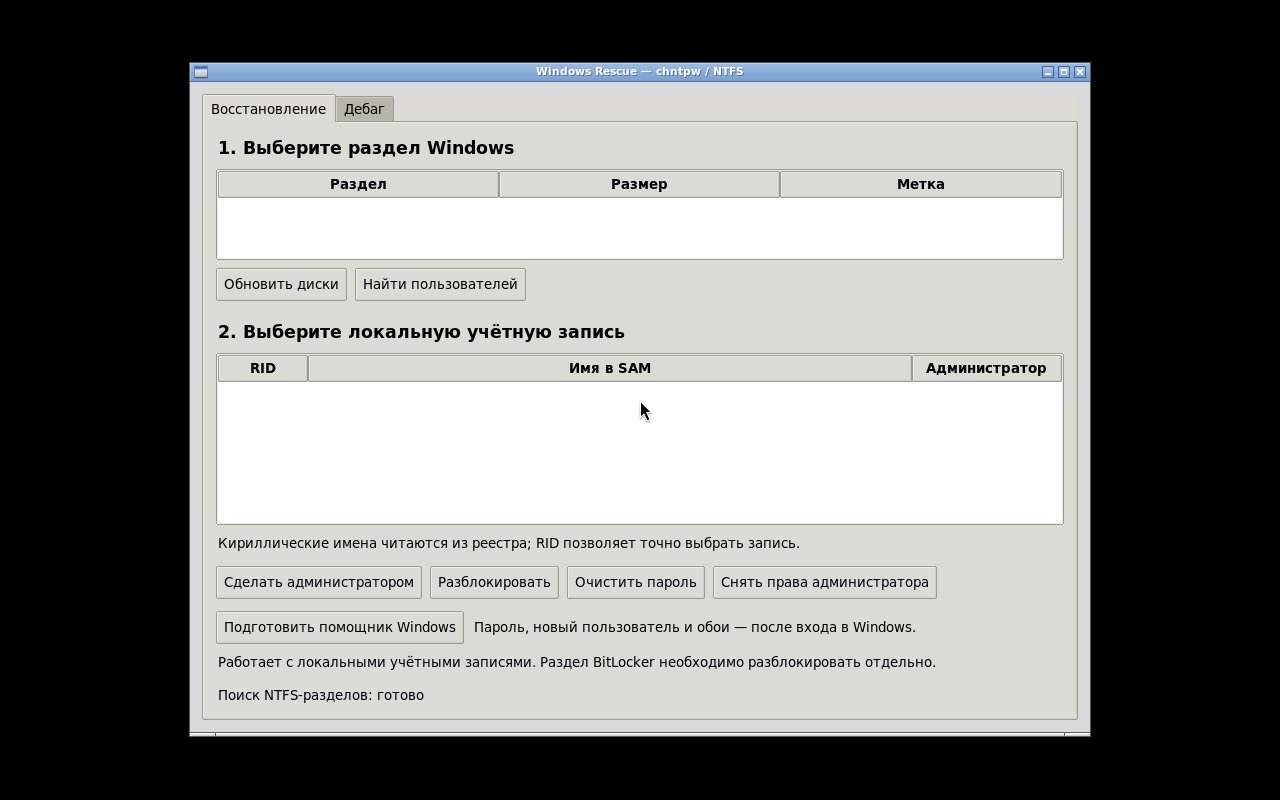 Windows Rescue — chntpw / NTFS
Восстановление Дебаг
1. Выберите раздел Windows
Раздел Размер Метка
Обновить диски Найти пользователей
2. Выберите локальную учётную запись
RID Имя в SAM Администратор
Кириллические имена читаются из реестра; RID позволяет точно выбрать запись.
Сделать администратором Разблокировать Очистить пароль Снять права администратора
Подготовить помощник Windows Пароль, новый пользователь и обои — после входа в Windows.
Работает с локальными учётными записями. Раздел BitLocker необходимо разблокировать отдельно.
Поиск NTFS-разделов: готово